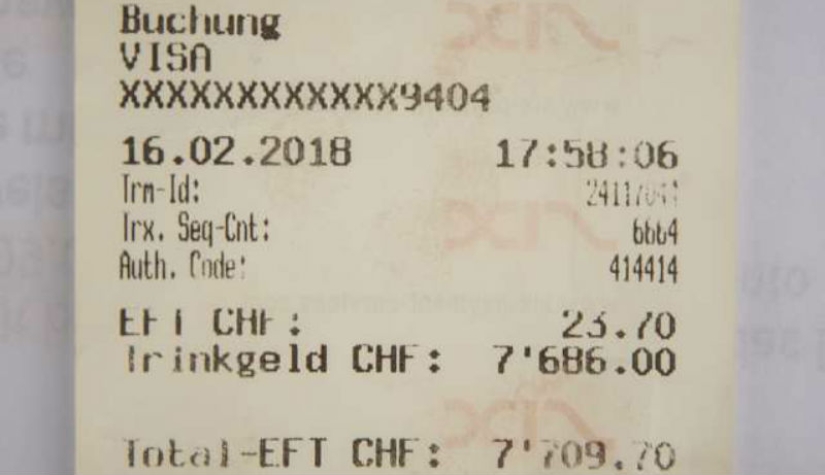 Buchung
VISA
XXXXXXXXXXXXX9404
16.02.2018 17:58:06
Trm-Id:
Trx. Seq-Cnt: 6664
Auth. Code: 414414
EFT CHF: 23.70
Trinkgeld CHF: 7'686.00
Total-EFT CHF: 7'709.70